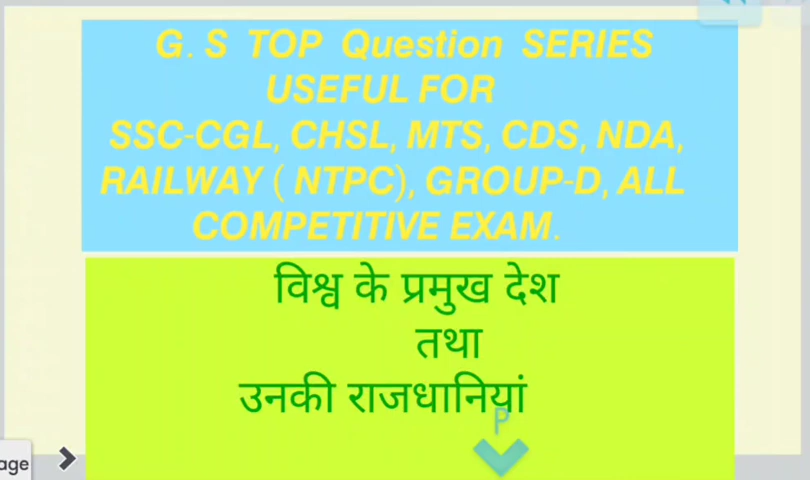 G. S TOP Question SERIES
USEFUL FOR
SSC-CGL, CHSL, MTS, CDS, NDA,
RAILWAY ( NTPC), GROUP-D, ALL
COMPETITIVE EXAM.
विश्व के प्रमुख देश
तथा
उनकी राजधानियां
P
age